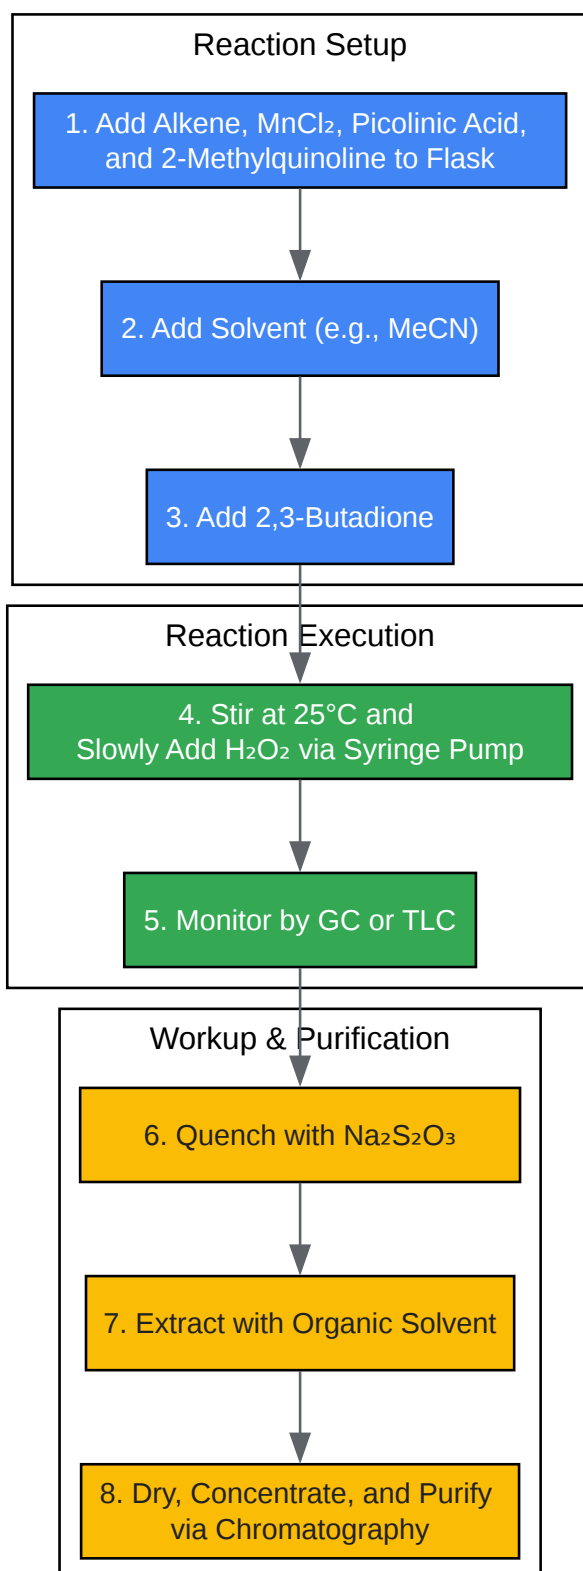 Reaction Setup
1. Add Alkene, MnCl₂, Picolinic Acid,
and 2-Methylquinoline to Flask
2. Add Solvent (e.g., MeCN)
3. Add 2,3-Butadione
Reaction Execution
4. Stir at 25°C and
Slowly Add H₂O₂ via Syringe Pump
5. Monitor by GC or TLC
Workup & Purification
6. Quench with Na₂S₂O₃
7. Extract with Organic Solvent
8. Dry, Concentrate, and Purify
via Chromatography